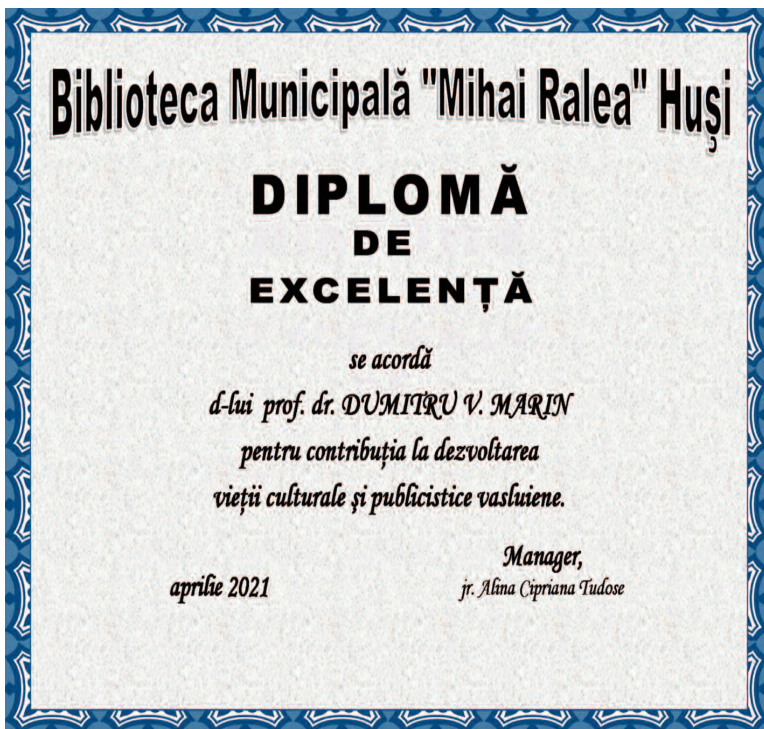 Biblioteca Municipală "Mihai Ralea" Huși
DIPLOMĂ
DE
EXCELENȚĂ
se acordă
d-lui prof. dr. DUMITRU V. MARIN
pentru contribuția la dezvoltarea
vieții culturale și publicistice vasluiene.
Manager,
aprilie 2021
jr. Alina Cipriana Tudose